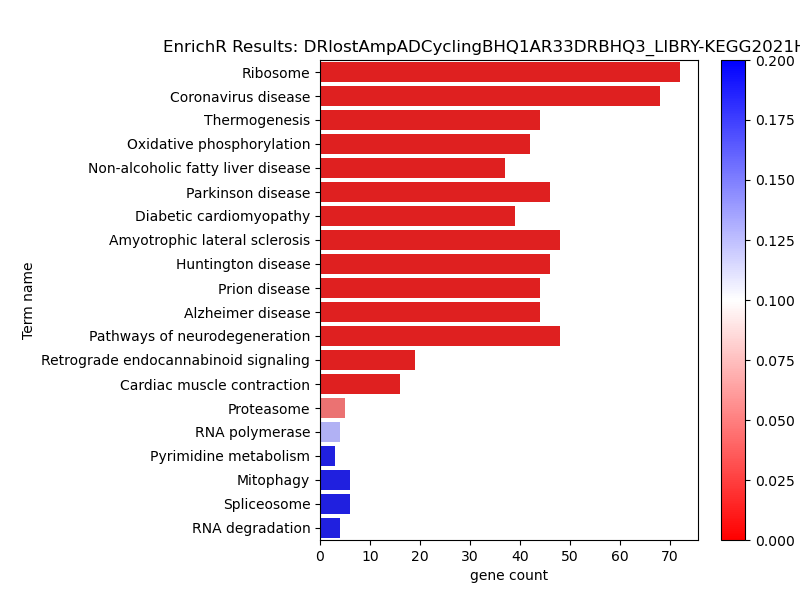 EnrichR Results: DRlostAmpADCyclingBHQ1AR33DRBHQ3_LIBRY-KEGG2021H
Ribosome
Coronavirus disease
Thermogenesis
Oxidative phosphorylation
Non-alcoholic fatty liver disease
Parkinson disease
Diabetic cardiomyopathy
Amyotrophic lateral sclerosis
Huntington disease
Prion disease
Alzheimer disease
Pathways of neurodegeneration
Retrograde endocannabinoid signaling
Cardiac muscle contraction
Proteasome
RNA polymerase
Pyrimidine metabolism
Mitophagy
Spliceosome
RNA degradation
Term name
0 10 20 30 40 50 60 70
gene count
0.200
0.175
0.150
0.125
0.100
0.075
0.050
0.025
0.000